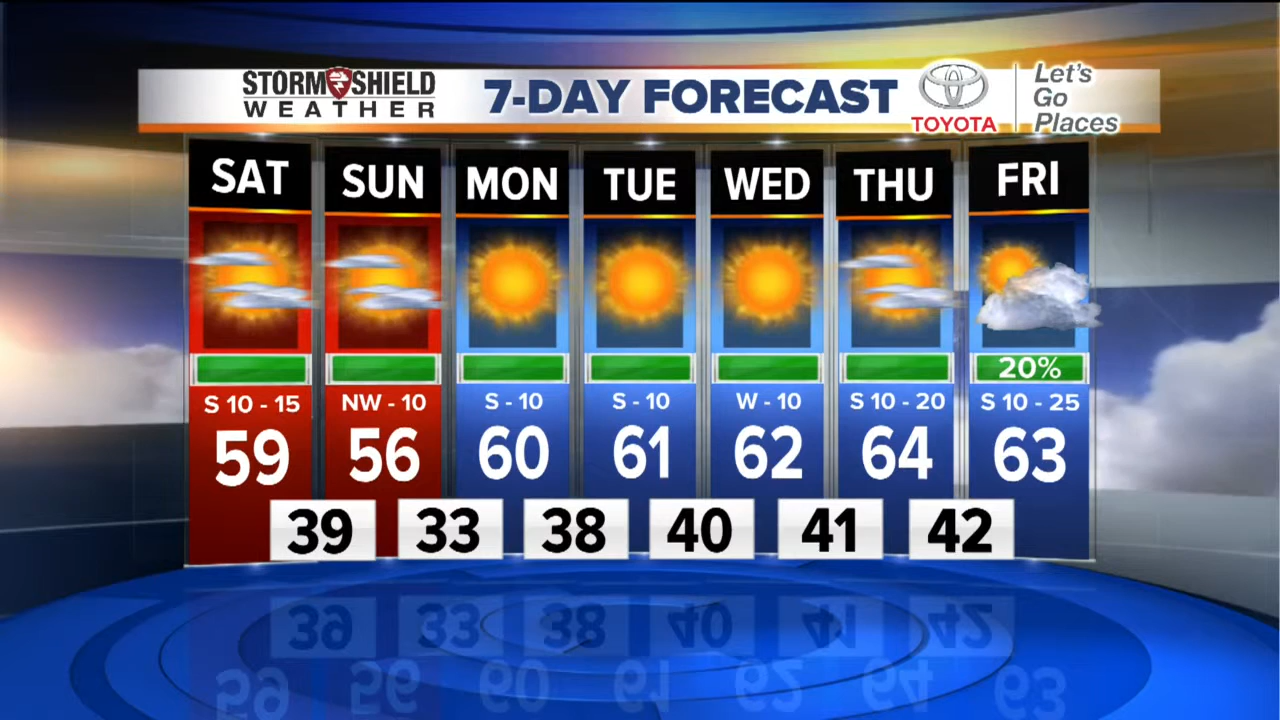 STORM SHIELD
WEATHER
7-DAY FORECAST
TOYOTA
Let's
Go
Places
SAT SUN MON TUE WED THU FRI
20%
S 10 - 15 NW - 10 S - 10 S - 10 W - 10 S 10 - 20 S 10 - 25
59 56 60 61 62 64 63
39 33 38 40 41 42